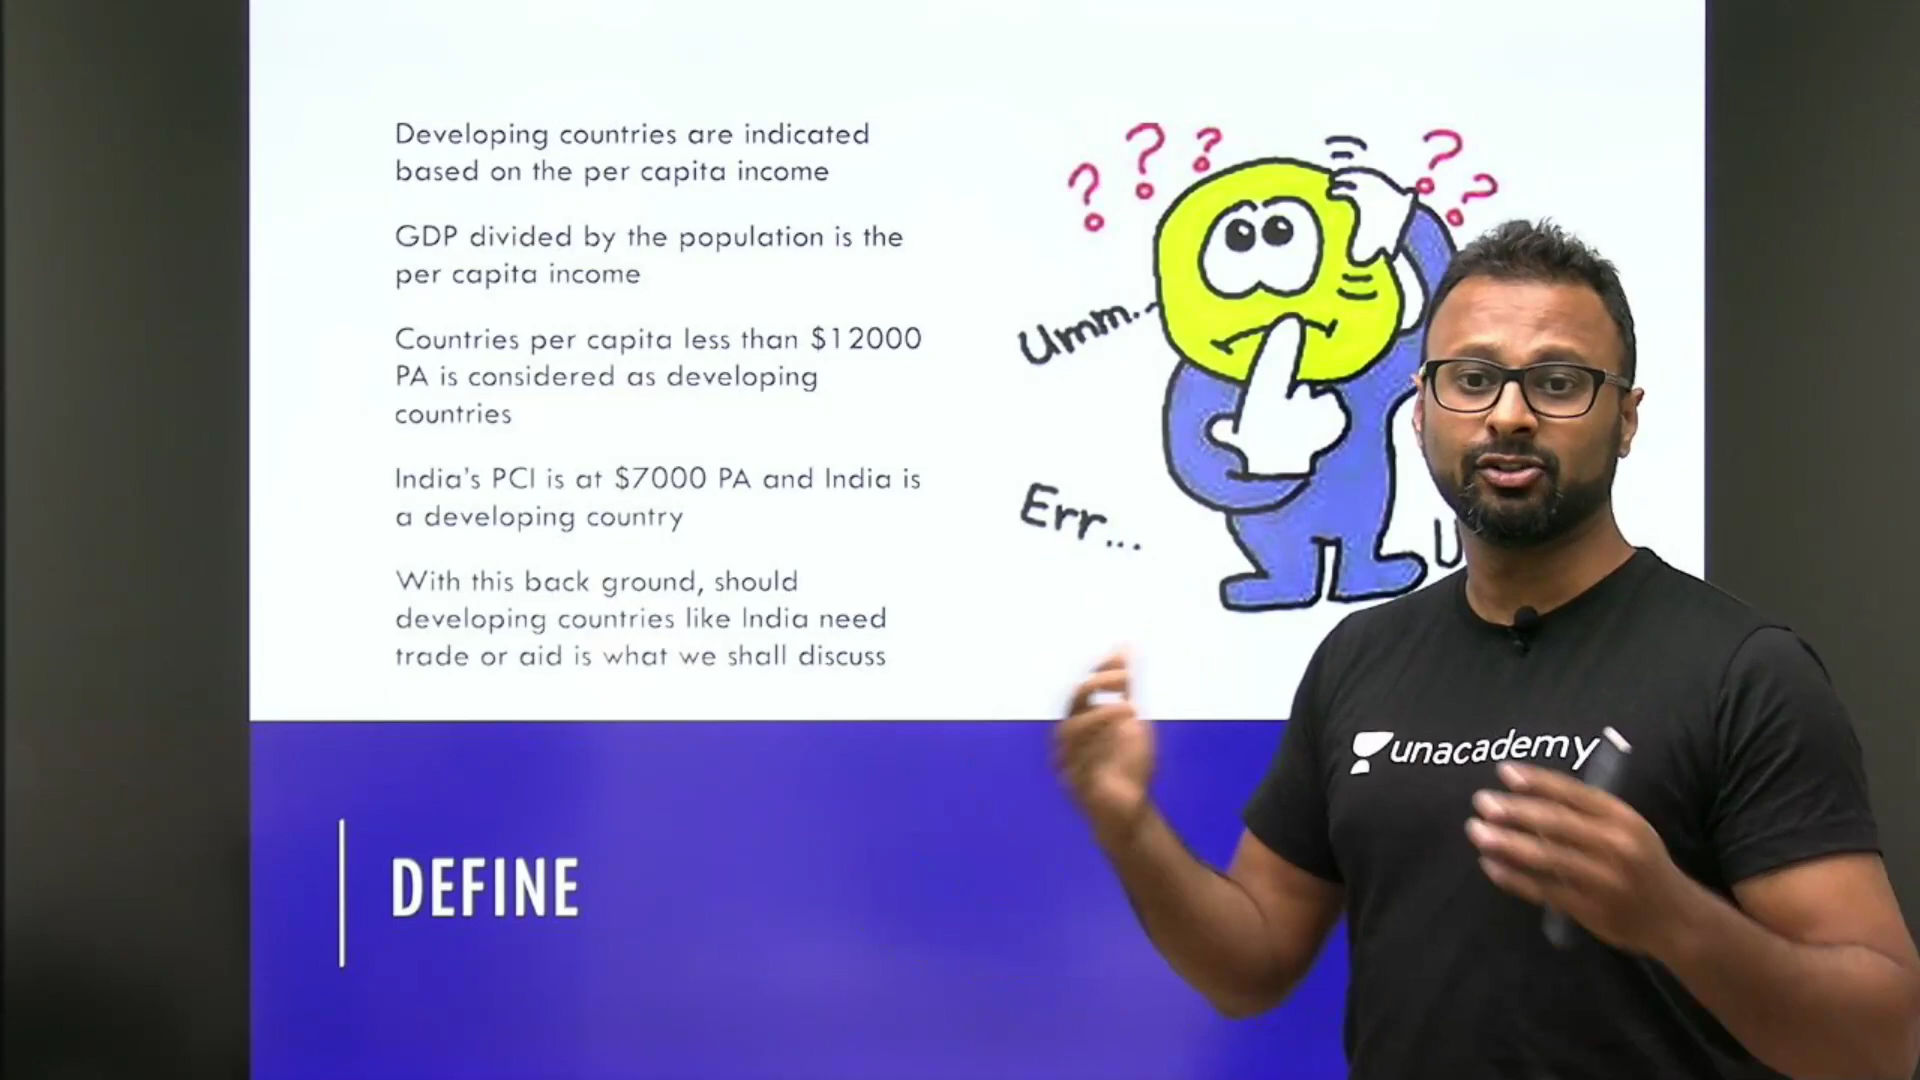 Developing countries are indicated
based on the per capita income
GDP divided by the population is the
per capita income
Countries per capita less than $12000
PA is considered as developing
countries
India's PCI is at $7000 PA and India is
a developing country
With this back ground, should
developing countries like India need
trade or aid is what we shall discuss
? ? ? ? ?
Umm..
Err...
U
unacademy
DEFINE